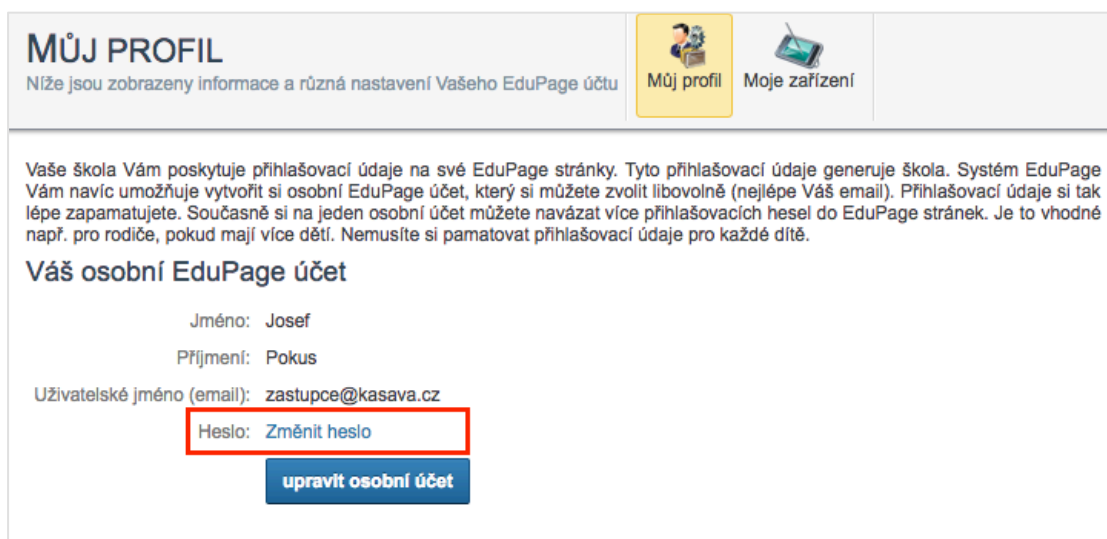 MŮJ PROFIL
Níže jsou zobrazeny informace a různá nastavení Vašeho EduPage účtu
Můj profil
Moje zařízení
Vaše škola Vám poskytuje přihlašovací údaje na své EduPage stránky. Tyto přihlašovací údaje generuje škola. Systém EduPage
Vám navíc umožňuje vytvořit si osobní EduPage účet, který si můžete zvolit libovolně (nejlépe Váš email). Přihlašovací údaje si tak
lépe zapamatujete. Současně si na jeden osobní účet můžete navázat více přihlašovacích hesel do EduPage stránek. Je to vhodné
např. pro rodiče, pokud mají více dětí. Nemusíte si pamatovat přihlašovací údaje pro každé dítě.
Váš osobní EduPage účet
Jméno: Josef
Příjmení: Pokus
Uživatelské jméno (email): zastupce@kasava.cz
Heslo: Změnit heslo
upravit osobní účet